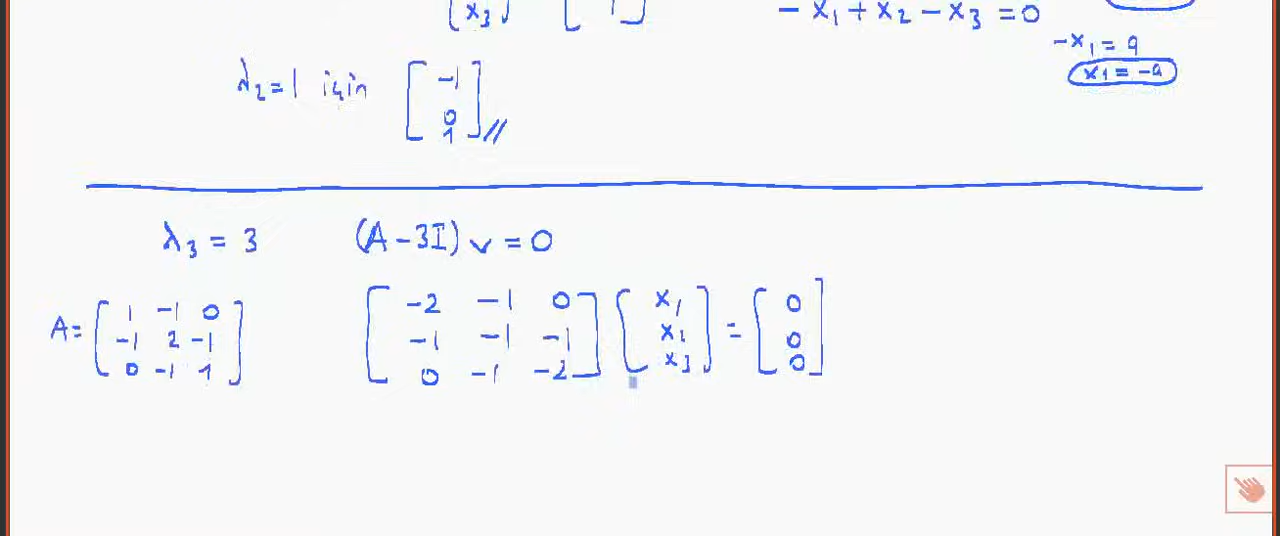 x3
- x1 + x2 - x3 = 0
-x1 = a
x1 = -a
λ2 = 1 için [ -1 0 1 ] //
λ3 = 3 (A - 3I) v = 0
A = [ 1 -1 0 [ -2 -1 0 ] [ x1 ] = [ 0 ]
-1 2 -1 -1 -1 -1 x2 0
0 -1 1 ] 0 -1 -2 x3 0